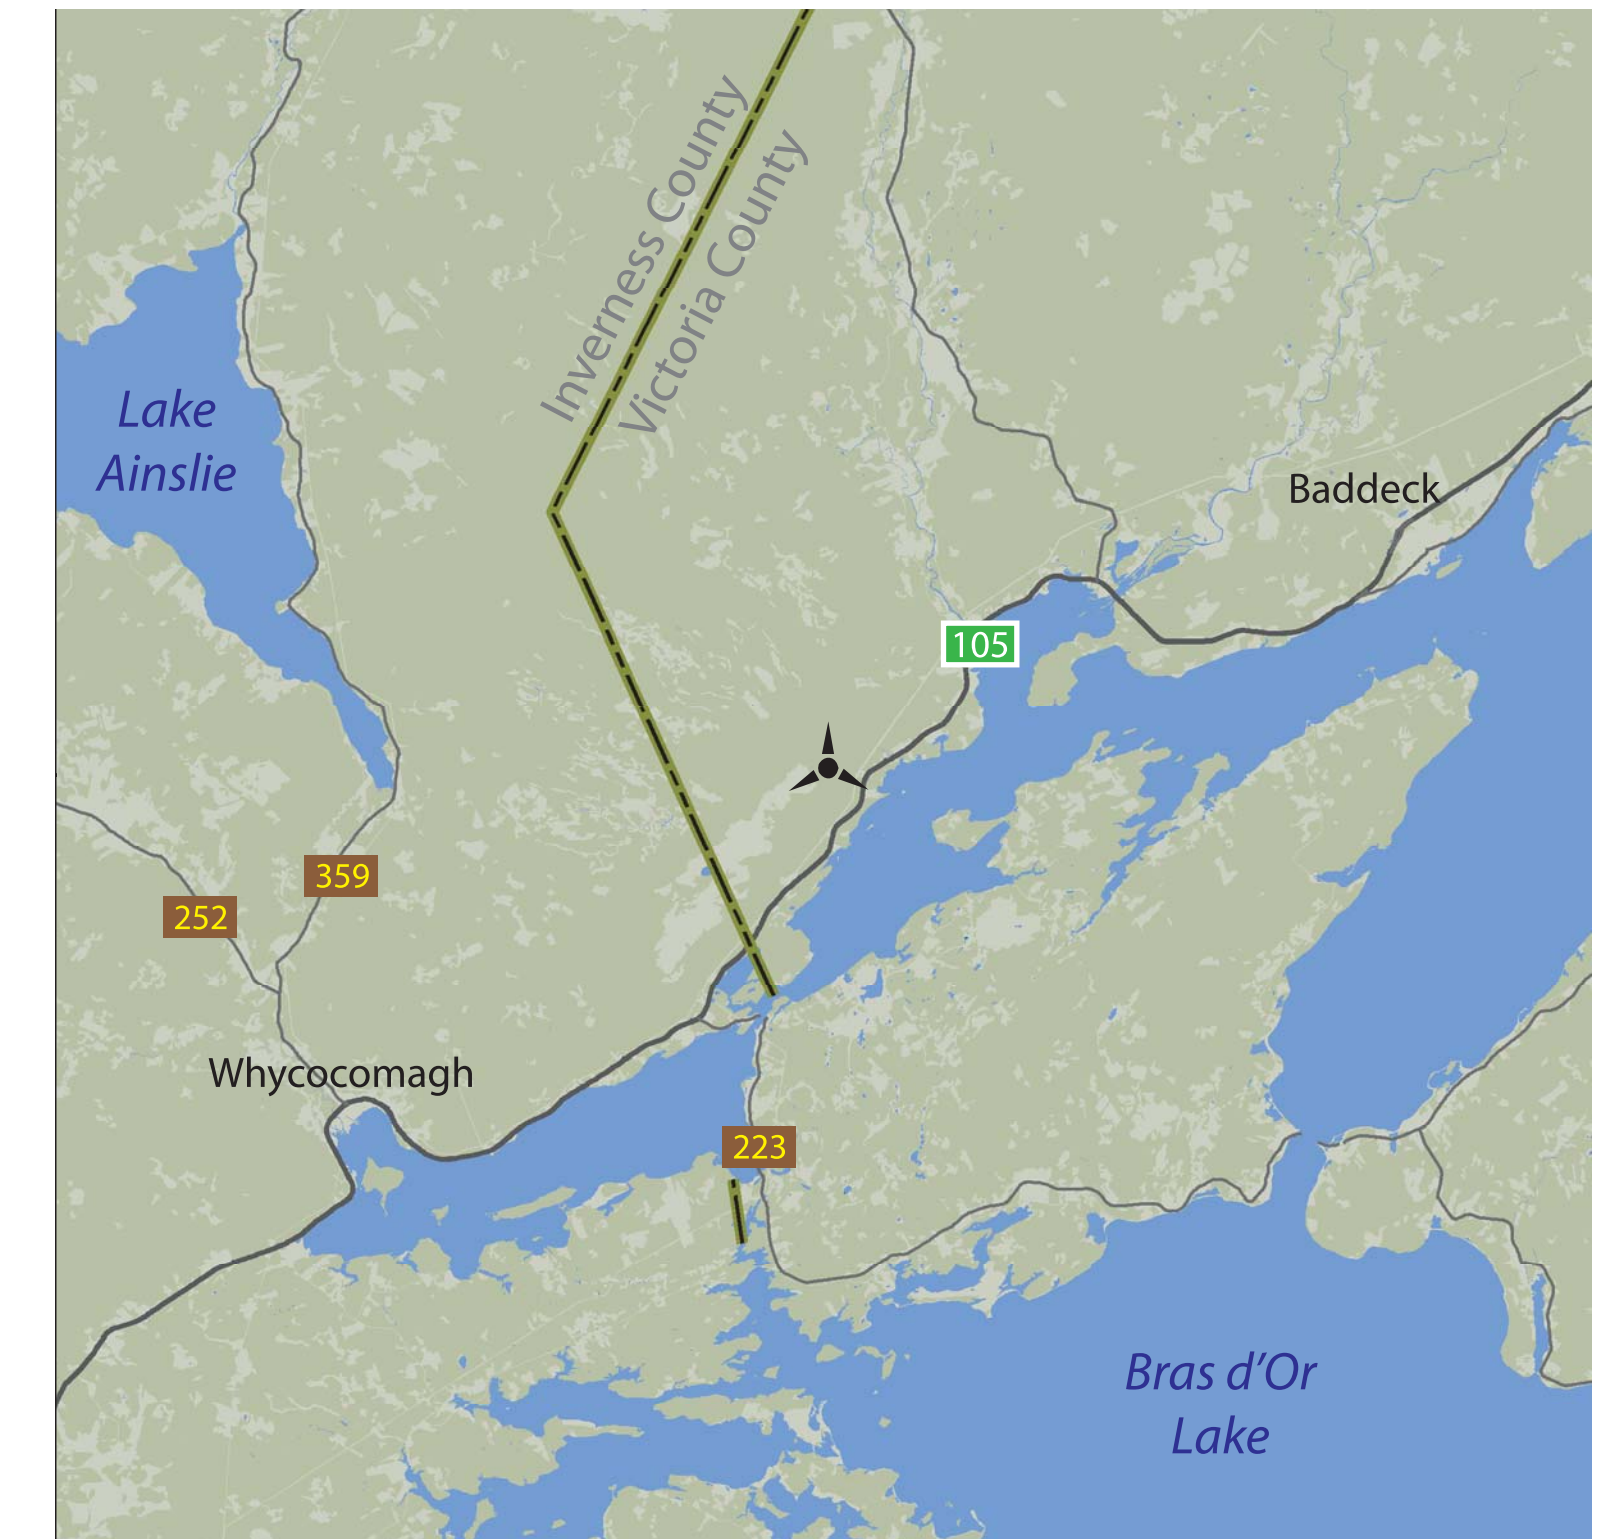 Inverness County
Victoria County
Lake
Ainslie
Baddeck
105
359
252
Whycocomagh
223
Bras d’Or
Lake